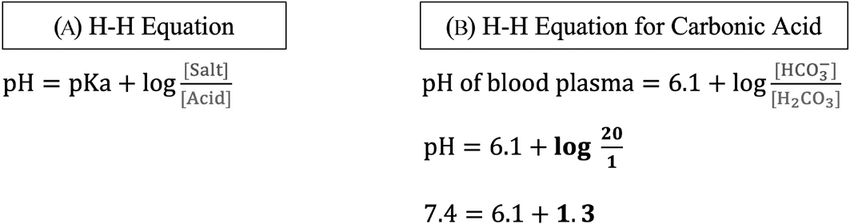 (A) H-H Equation
pH = pKa + log [Salt]/[Acid]
(B) H-H Equation for Carbonic Acid
pH of blood plasma = 6.1 + log [HCO₃⁻]/[H₂CO₃]
pH = 6.1 + log 20/1
7.4 = 6.1 + 1.3